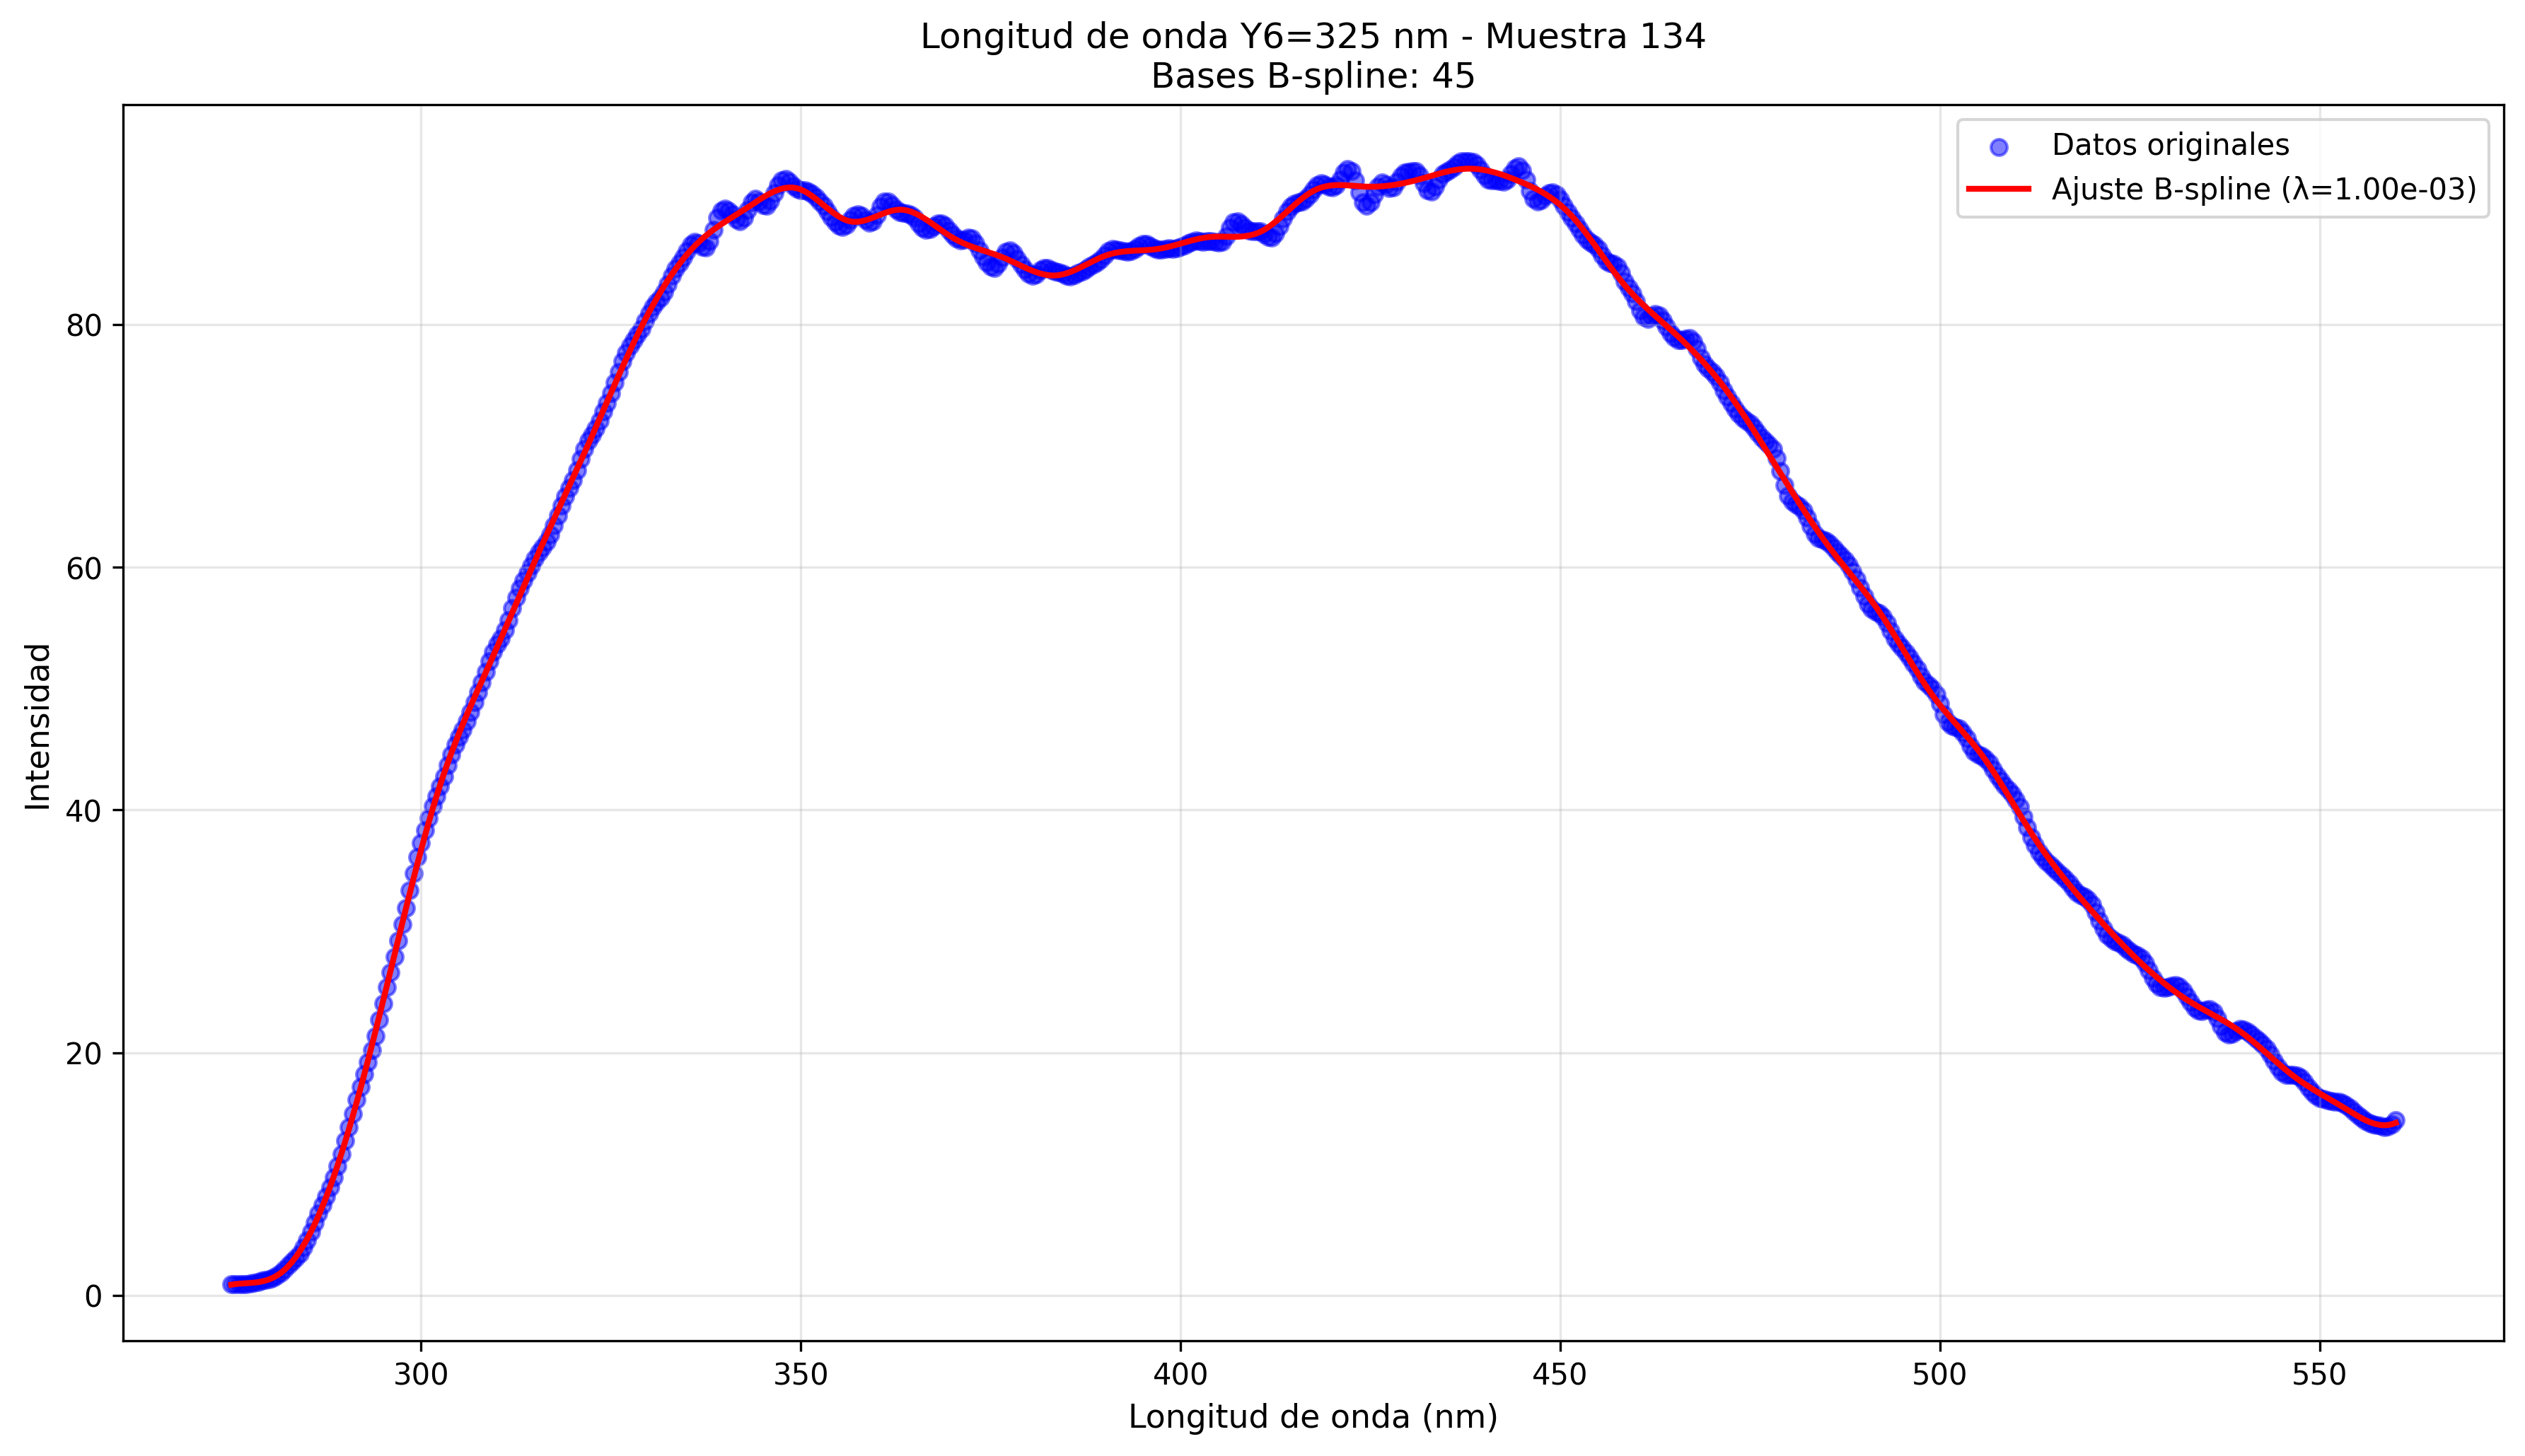 Longitud de onda Y6=325 nm - Muestra 134
Bases B-spline: 45
Datos originales
Ajuste B-spline (λ=1.00e-03)
Intensidad
80
60
40
20
0
300
350
400
450
500
550
Longitud de onda (nm)